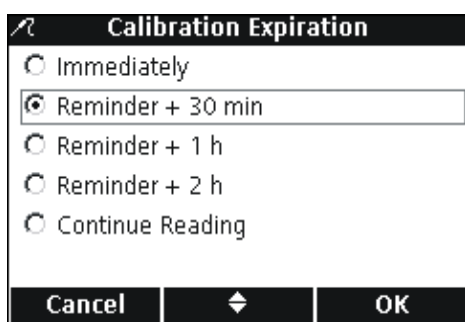 Calibration Expiration
Immediately
Reminder + 30 min
Reminder + 1 h
Reminder + 2 h
Continue Reading
Cancel OK